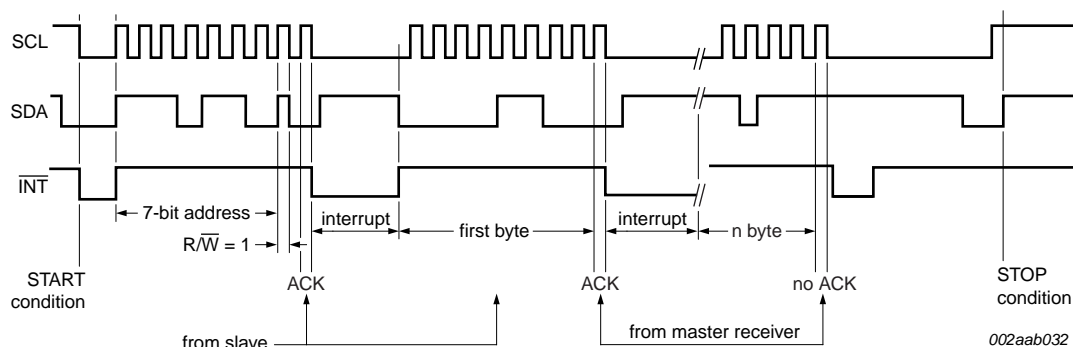 SCL
SDA
INT
7-bit address
interrupt
first byte
interrupt
n byte
R/W = 1
START
condition
ACK
ACK
no ACK
STOP
condition
from slave
from master receiver
002aab032